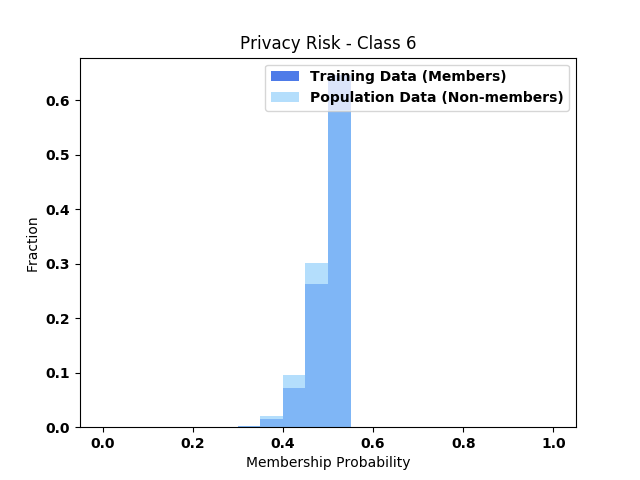 Privacy Risk - Class 6
Training Data (Members)
Population Data (Non-members)
0.6
0.5
0.4
0.3
0.2
0.1
0.0
Fraction
0.0 0.2 0.4 0.6 0.8 1.0
Membership Probability